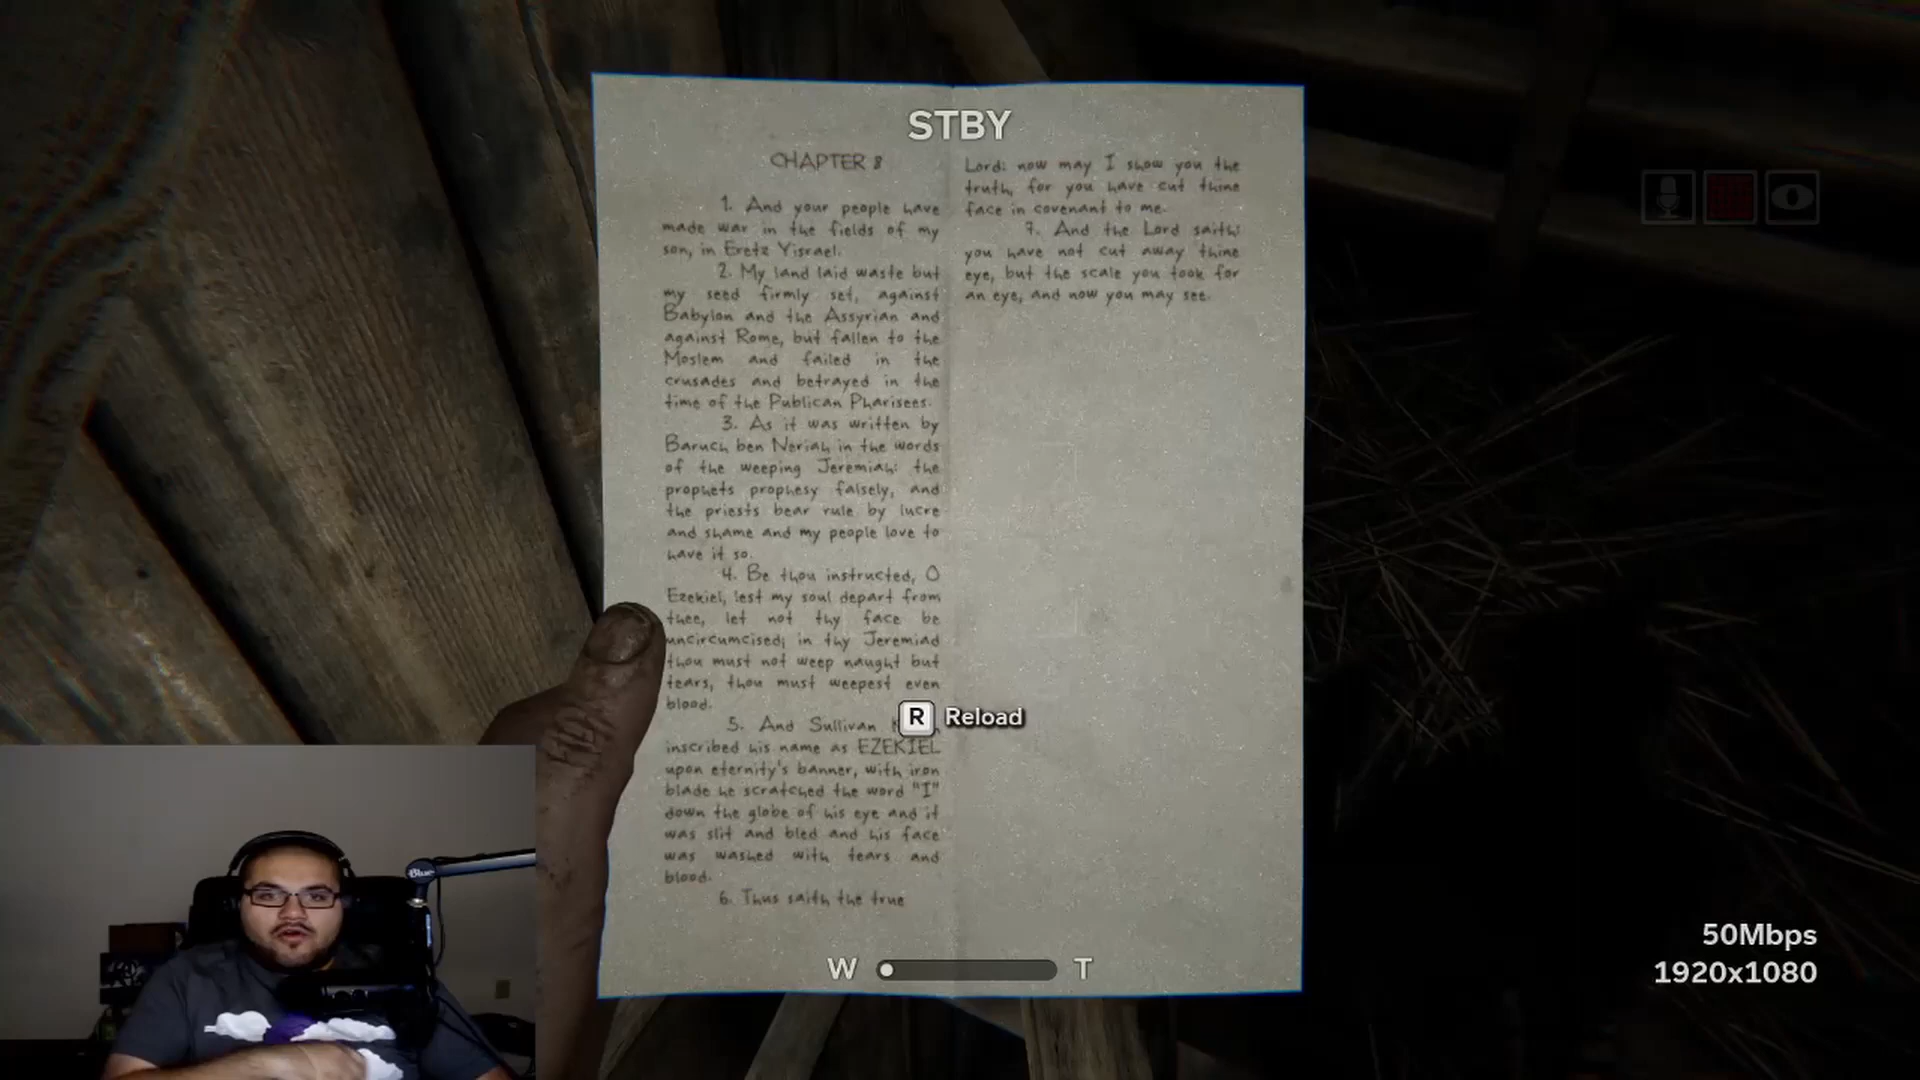 STBY
CHAPTER 8
1. And your people have
made war in the fields of my
son, in Eretz Yisrael.
2. My land laid waste but
my seed firmly set, against
Babylon and the Assyrian and
against Rome, but fallen to the
Moslem and failed in the
crusades and betrayed in the
time of the Publican Pharisees.
3. As it was written by
Baruch ben Neriah in the words
of the weeping Jeremiah: the
prophets prophesy falsely, and
the priests bear rule by lucre
and shame and my people love to
have it so.
4. Be thou instructed, O
Ezekiel, lest my soul depart from
thee, let not thy face be
uncircumcised; in thy Jeremiad
thou must not weep naught but
tears, thou must weepest even
blood.
5. And Sullivan
inscribed his name as EZEKIEL
upon eternity's banner, with iron
blade he scratched the word "I"
down the globe of his eye and it
was slit and bled and his face
was washed with tears and
blood.
6. Thus saith the true
Lord: now may I show you the
truth, for you have cut thine
face in covenant to me.
7. And the Lord saith:
you have not cut away thine
eye, but the scale you took for
an eye, and now you may see.
R Reload
W T
50Mbps
1920x1080
Blue